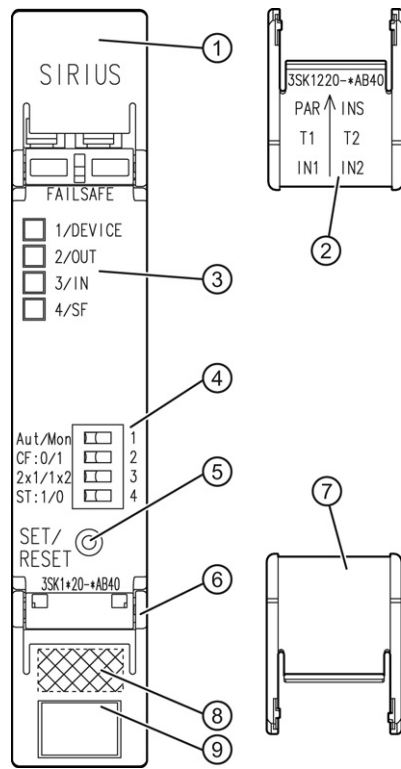 1
SIRIUS
FAILSAFE
1/DEVICE
2/OUT
3/IN
4/SF
3
4
Aut/Mon 1
CF:0/1 2
2x1/1x2 3
ST:1/0 4
5
SET/
RESET
3SK1*20-*AB40
6
8
9
3SK1220-*AB40
PAR INS
T1 T2
IN1 IN2
2
7